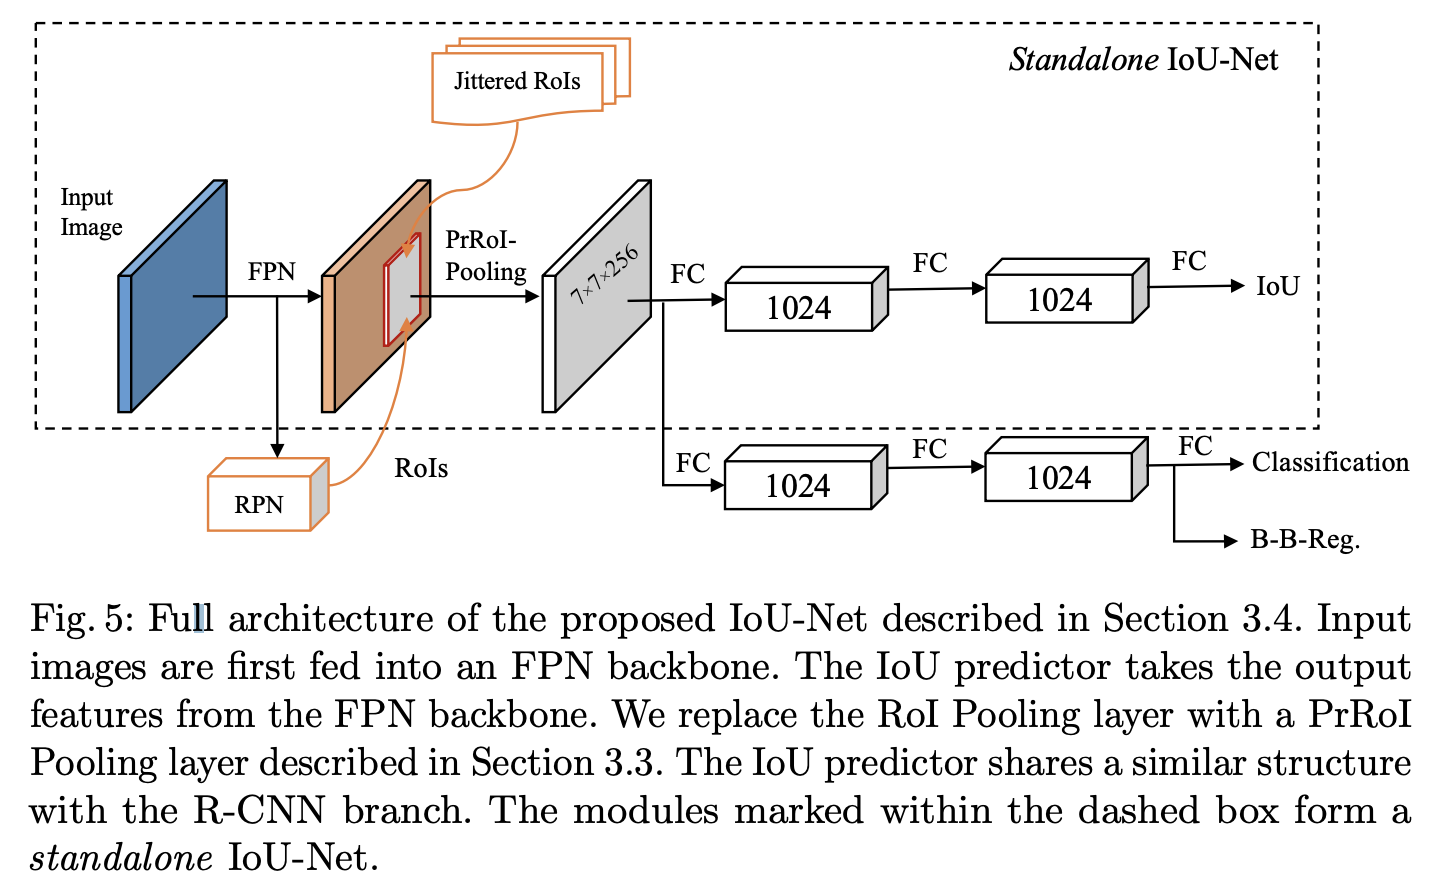 Standalone IoU-Net
Jittered RoIs
Input
Image
FPN
PrRoI-
Pooling
7×7×256
FC
1024
FC
1024
FC
IoU
RPN
RoIs
FC
1024
FC
1024
FC
Classification
B-B-Reg.
Fig. 5: Full architecture of the proposed IoU-Net described in Section 3.4. Input
images are first fed into an FPN backbone. The IoU predictor takes the output
features from the FPN backbone. We replace the RoI Pooling layer with a PrRoI
Pooling layer described in Section 3.3. The IoU predictor shares a similar structure
with the R-CNN branch. The modules marked within the dashed box form a
standalone IoU-Net.